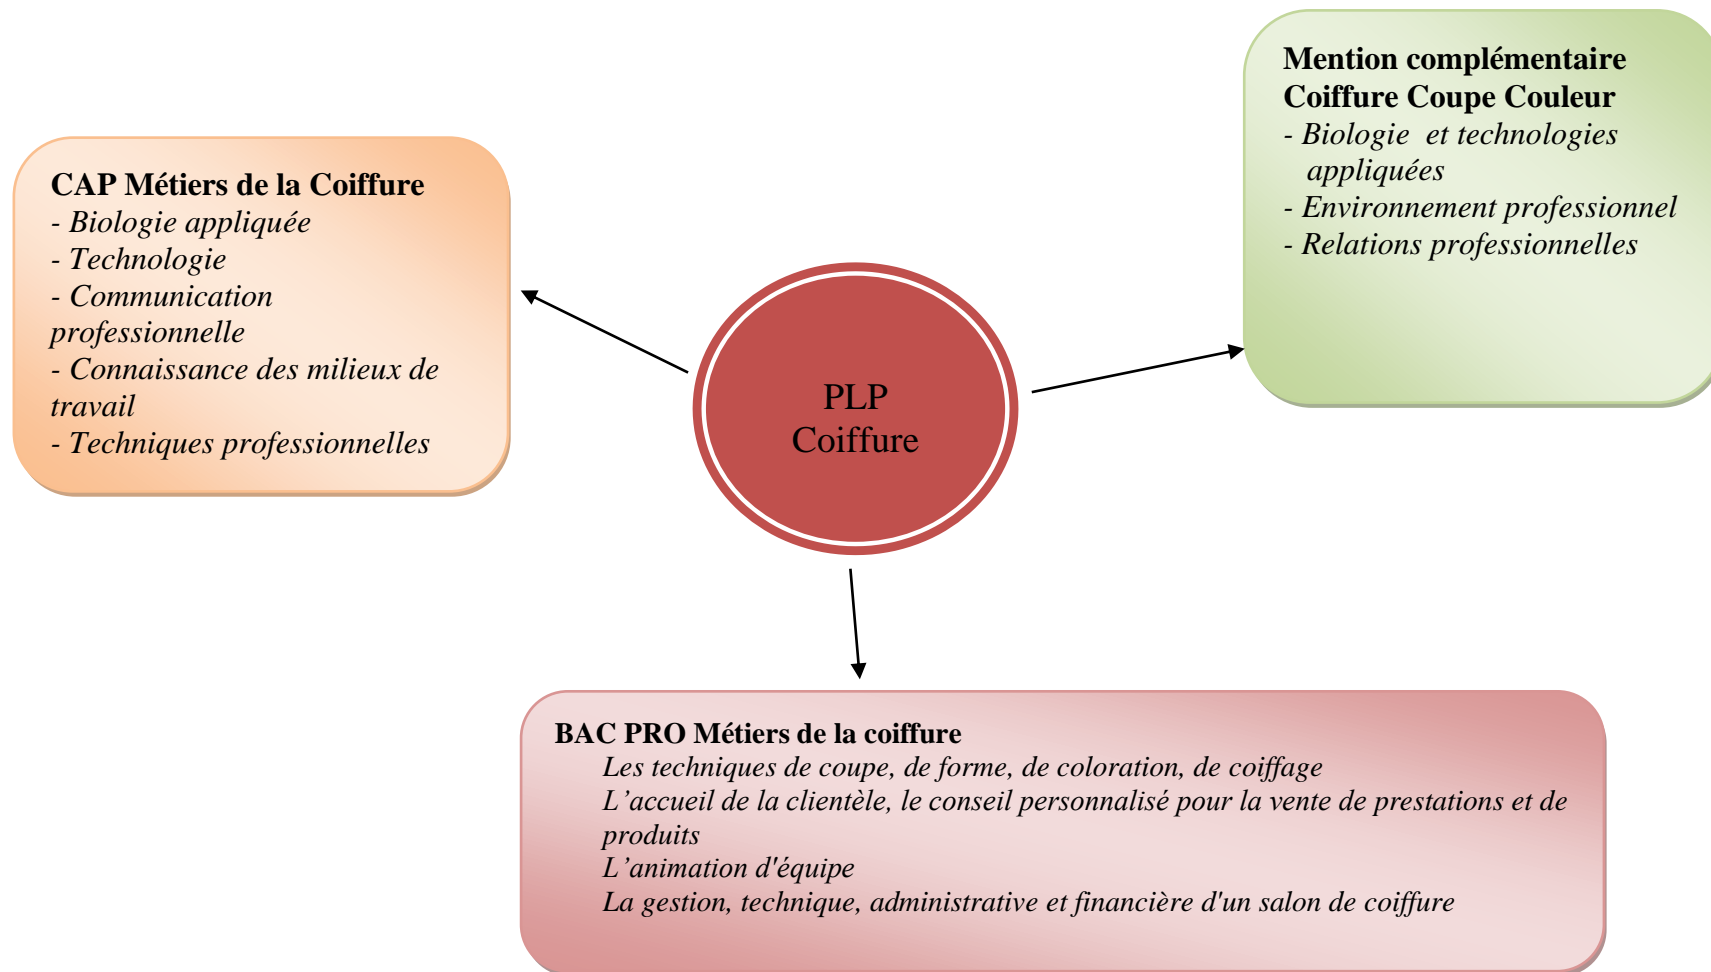 Mention complémentaire
Coiffure Coupe Couleur
- Biologie et technologies
appliquées
- Environnement professionnel
- Relations professionnelles
CAP Métiers de la Coiffure
- Biologie appliquée
- Technologie
- Communication
professionnelle
- Connaissance des milieux de
travail
- Techniques professionnelles
PLP
Coiffure
BAC PRO Métiers de la coiffure
Les techniques de coupe, de forme, de coloration, de coiffage
L’accueil de la clientèle, le conseil personnalisé pour la vente de prestations et de
produits
L’animation d'équipe
La gestion, technique, administrative et financière d'un salon de coiffure